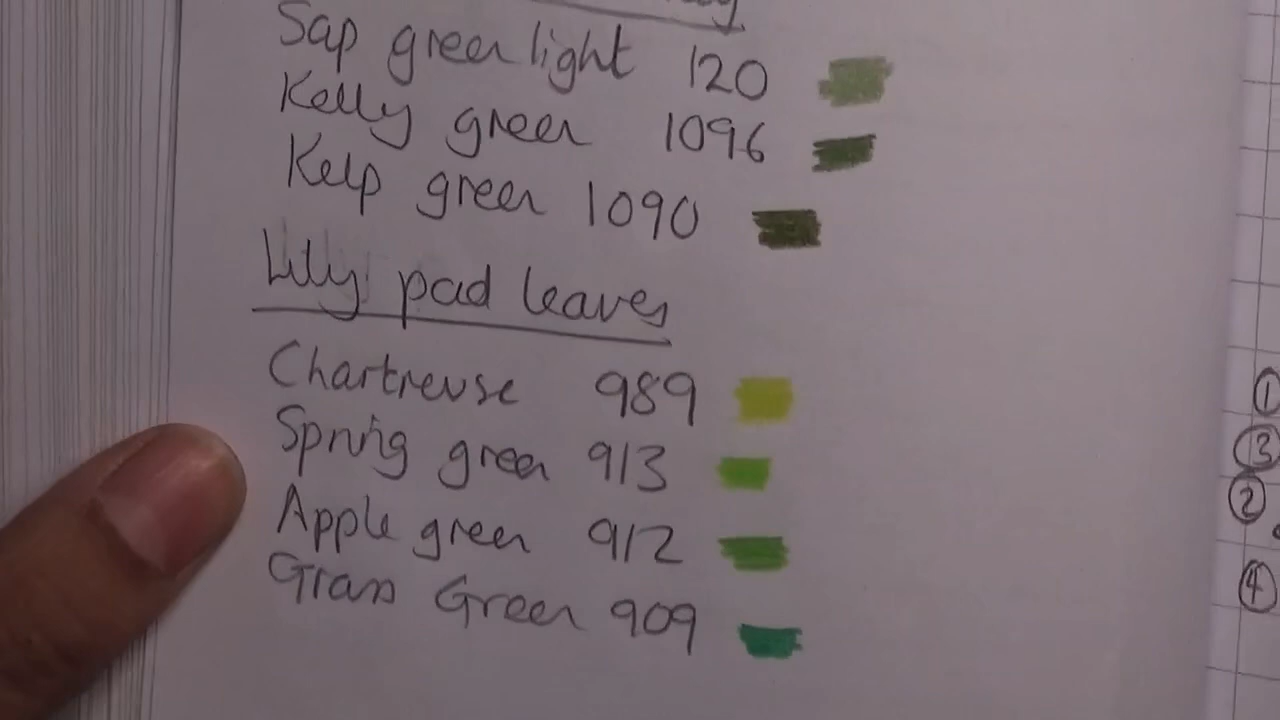 Sap green light 120
Kelly green 1096
Kelp green 1090
Lily pad leaves
Chartreuse 989
Spring green 913
Apple green 912
Grass Green 909
①
③
②
④